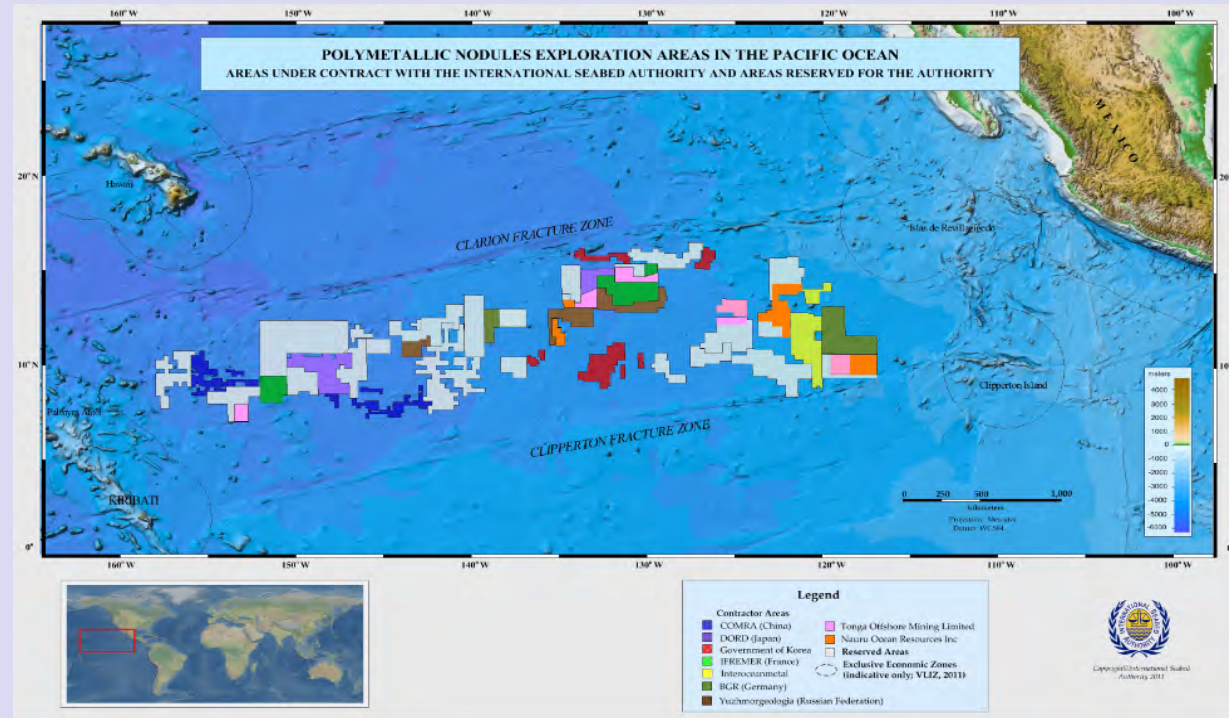 160° W 150° W 140° W 130° W 120° W 110° W 100° W
POLYMETALLIC NODULES EXPLORATION AREAS IN THE PACIFIC OCEAN
AREAS UNDER CONTRACT WITH THE INTERNATIONAL SEABED AUTHORITY AND AREAS RESERVED FOR THE AUTHORITY
MEXICO
20° N
Hawaii
CLARION FRACTURE ZONE
Islas de Revillagigedo
10° N
Clipperton Island
Palmyra Atoll
CLIPPERTON FRACTURE ZONE
KIRIBATI
0°
meters
4000
3000
2000
1000
0
-1000
-2000
-3000
-4000
-5000
-6000
0 250 500 1,000
kilometers
Projection: Mercator
Datum: WGS84
160° W 150° W 140° W 130° W 120° W 110° W 100° W
Legend
Contractor Areas
COMRA (China)
DORD (Japan)
Government of Korea
IFREMER (France)
Interoceanmetal
BGR (Germany)
Yuzhmorgeologia (Russian Federation)
Tonga Offshore Mining Limited
Nauru Ocean Resources Inc
Reserved Areas
Exclusive Economic Zones
(indicative only; VLIZ, 2011)
INTERNATIONAL SEABED AUTHORITY
Copyright©International Seabed
Authority, 2011